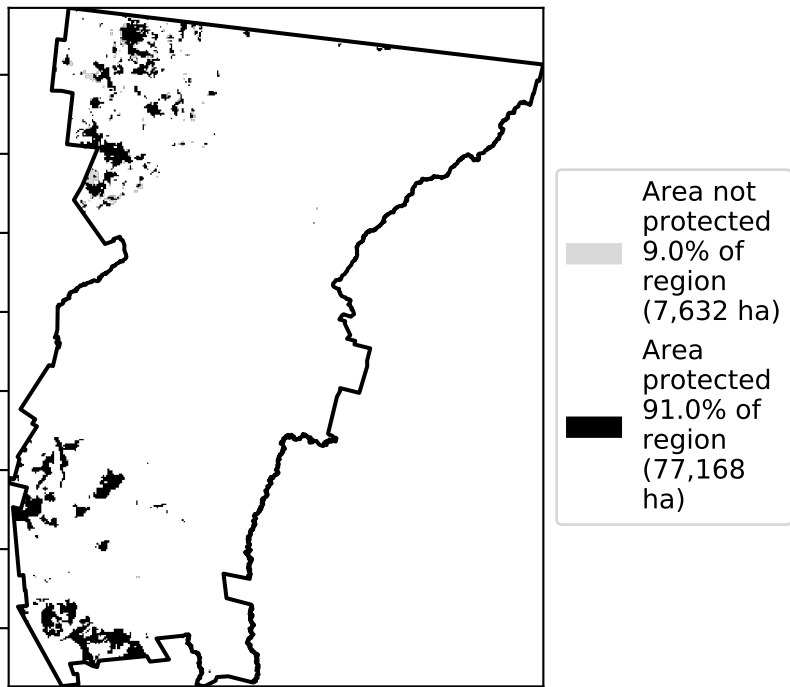 Area not
protected
9.0% of
region
(7,632 ha)
Area
protected
91.0% of
region
(77,168
ha)